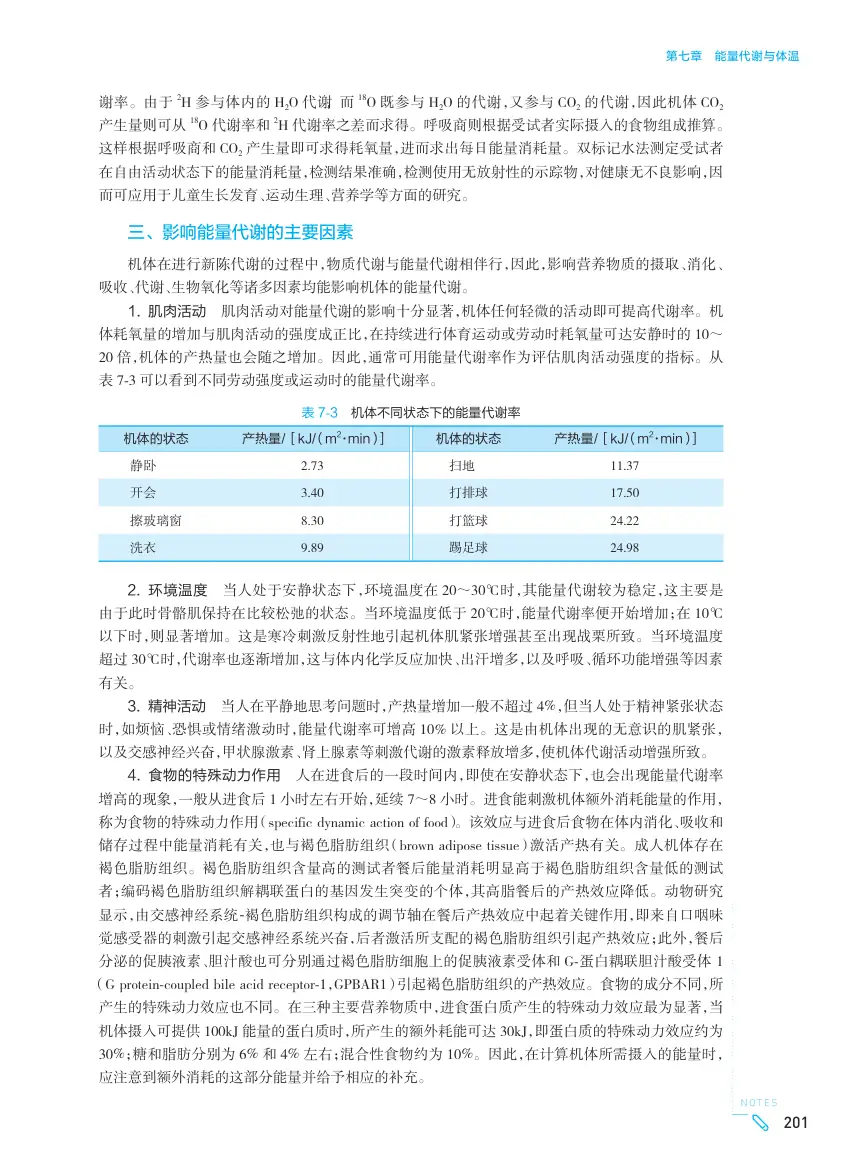 第七章 能量代谢与体温
谢率。由于 ²H 参与体内的 H₂O 代谢 而 ¹⁸O 既参与 H₂O 的代谢,又参与 CO₂ 的代谢,因此机体 CO₂
产生量则可从 ¹⁸O 代谢率和 ²H 代谢率之差而求得。呼吸商则根据受试者实际摄入的食物组成推算。
这样根据呼吸商和 CO₂ 产生量即可求得耗氧量,进而求出每日能量消耗量。双标记水法测定受试者
在自由活动状态下的能量消耗量,检测结果准确,检测使用无放射性的示踪物,对健康无不良影响,因
而可应用于儿童生长发育、运动生理、营养学等方面的研究。
三、影响能量代谢的主要因素
机体在进行新陈代谢的过程中,物质代谢与能量代谢相伴行,因此,影响营养物质的摄取、消化、
吸收、代谢、生物氧化等诸多因素均能影响机体的能量代谢。
1. 肌肉活动 肌肉活动对能量代谢的影响十分显著,机体任何轻微的活动即可提高代谢率。机
体耗氧量的增加与肌肉活动的强度成正比,在持续进行体育运动或劳动时耗氧量可达安静时的 10~
20 倍,机体的产热量也会随之增加。因此,通常可用能量代谢率作为评估肌肉活动强度的指标。从
表 7-3 可以看到不同劳动强度或运动时的能量代谢率。
表 7-3 机体不同状态下的能量代谢率
机体的状态 产热量/[kJ/(m²·min)] 机体的状态 产热量/[kJ/(m²·min)]
静卧 2.73 扫地 11.37
开会 3.40 打排球 17.50
擦玻璃窗 8.30 打篮球 24.22
洗衣 9.89 踢足球 24.98
2. 环境温度 当人处于安静状态下,环境温度在 20~30℃时,其能量代谢较为稳定,这主要是
由于此时骨骼肌保持在比较松弛的状态。当环境温度低于 20℃时,能量代谢率便开始增加;在 10℃
以下时,则显著增加。这是寒冷刺激反射性地引起机体肌紧张增强甚至出现战栗所致。当环境温度
超过 30℃时,代谢率也逐渐增加,这与体内化学反应加快、出汗增多,以及呼吸、循环功能增强等因素
有关。
3. 精神活动 当人在平静地思考问题时,产热量增加一般不超过 4%,但当人处于精神紧张状态
时,如烦恼、恐惧或情绪激动时,能量代谢率可增高 10% 以上。这是由机体出现的无意识的肌紧张,
以及交感神经兴奋,甲状腺激素、肾上腺素等刺激代谢的激素释放增多,使机体代谢活动增强所致。
4. 食物的特殊动力作用 人在进食后的一段时间内,即使在安静状态下,也会出现能量代谢率
增高的现象,一般从进食后 1 小时左右开始,延续 7~8 小时。进食能刺激机体额外消耗能量的作用,
称为食物的特殊动力作用(specific dynamic action of food)。该效应与进食后食物在体内消化、吸收和
储存过程中能量消耗有关,也与褐色脂肪组织(brown adipose tissue)激活产热有关。成人机体存在
褐色脂肪组织。褐色脂肪组织含量高的测试者餐后能量消耗明显高于褐色脂肪组织含量低的测试
者;编码褐色脂肪组织解耦联蛋白的基因发生突变的个体,其高脂餐后的产热效应降低。动物研究
显示,由交感神经系统-褐色脂肪组织构成的调节轴在餐后产热效应中起着关键作用,即来自口咽味
觉感受器的刺激引起交感神经系统兴奋,后者激活所支配的褐色脂肪组织引起产热效应;此外,餐后
分泌的促胰液素、胆汁酸也可分别通过褐色脂肪细胞上的促胰液素受体和 G-蛋白耦联胆汁酸受体 1
(G protein-coupled bile acid receptor-1,GPBAR1)引起褐色脂肪组织的产热效应。食物的成分不同,所
产生的特殊动力效应也不同。在三种主要营养物质中,进食蛋白质产生的特殊动力效应最为显著,当
机体摄入可提供 100kJ 能量的蛋白质时,所产生的额外耗能可达 30kJ,即蛋白质的特殊动力效应约为
30%;糖和脂肪分别为 6% 和 4% 左右;混合性食物约为 10%。因此,在计算机体所需摄入的能量时,
应注意到额外消耗的这部分能量并给予相应的补充。
NOTES
201